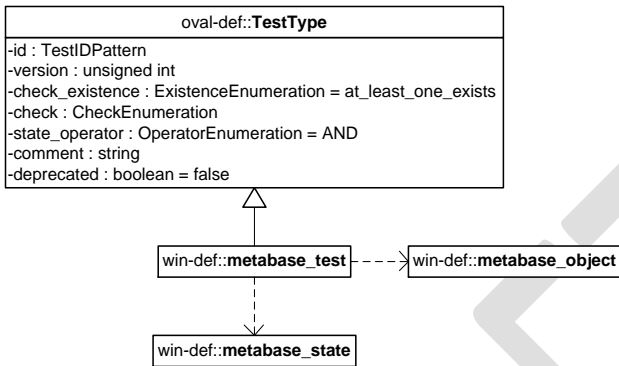 oval-def::TestType
-id : TestIDPattern
-version : unsigned int
-check_existence : ExistenceEnumeration = at_least_one_exists
-check : CheckEnumeration
-state_operator : OperatorEnumeration = AND
-comment : string
-deprecated : boolean = false
win-def::metabase_test
win-def::metabase_object
win-def::metabase_state